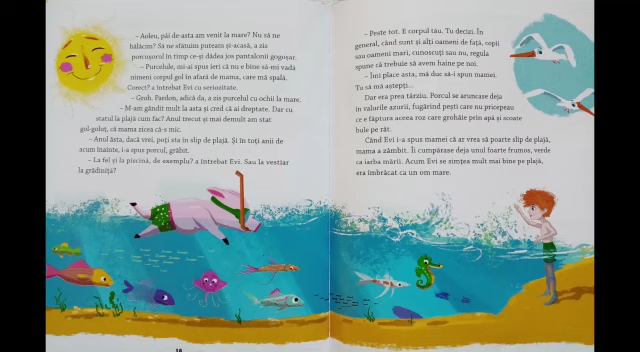 – Aoleu, păi de asta am venit la mare? Nu să ne
bălăcim? Să ne sfătuim puteam și-acasă, a zis
porcușorul în timp ce-și dădea jos pantalonii gogoșar.
– Purcelule, mi-ai spus ieri că nu e bine să-mi vadă
nimeni corpul gol în afară de mama, care mă spală.
Corect? a întrebat Evi cu seriozitate.
– Groh. Pardon, adică da, a zis purcelul cu ochii la mare.
– M-am gândit mult la asta și cred că ai dreptate. Dar cu
statul la plajă cum fac? Anul trecut și mai demult am stat
gol-goluț, că mama zicea că-s mic.
– Anul ăsta, dacă vrei, poți sta în slip de plajă. Și în toți anii de
acum înainte, i-a spus porcul, grăbit.
– La fel și la piscină, de exemplu? a întrebat Evi. Sau la vestiar
la grădiniță?
– Peste tot. E corpul tău. Tu decizi. În
general, când sunt și alți oameni de față, copii
sau oameni mari, cunoscuți sau nu, regula
spune că trebuie să avem haine pe noi.
– Îmi place asta, mă duc să-i spun mamei.
Tu să mă aștepți...
Dar era prea târziu. Porcul se aruncase deja
în valurile azurii, fugărind pești care nu pricepeau
ce e făptura aceea roz care grohăie prin apă și scoate
bule pe rât.
Când Evi i-a spus mamei că ar vrea să poarte slip de plajă,
mama a zâmbit. Îi cumpărase deja unul foarte frumos, verde
ca iarba mării. Acum Evi se simțea mult mai bine pe plajă,
era îmbrăcat ca un om mare.
18